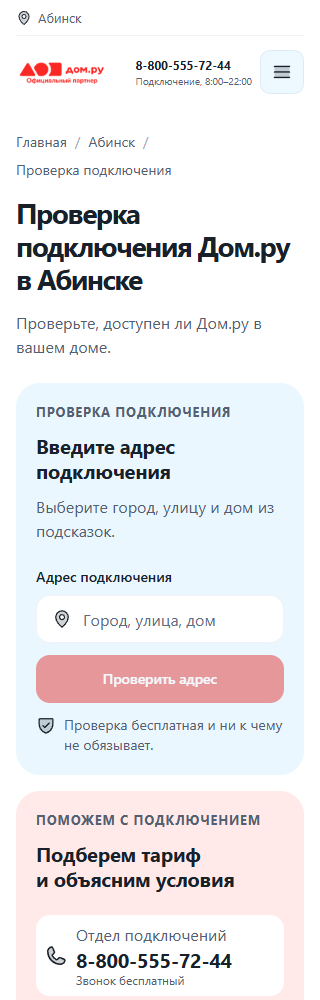 Абинск
дом.ру
Официальный партнер
8-800-555-72-44
Подключение, 8:00–22:00
Главная / Абинск /
Проверка подключения
Проверка
подключения Дом.ру
в Абинске
Проверьте, доступен ли Дом.ру в
вашем доме.
ПРОВЕРКА ПОДКЛЮЧЕНИЯ
Введите адрес
подключения
Выберите город, улицу и дом из
подсказок.
Адрес подключения
Город, улица, дом
Проверить адрес
Проверка бесплатная и ни к чему
не обязывает.
ПОМОЖЕМ С ПОДКЛЮЧЕНИЕМ
Подберем тариф
и объясним условия
Отдел подключений
8-800-555-72-44
Звонок бесплатный